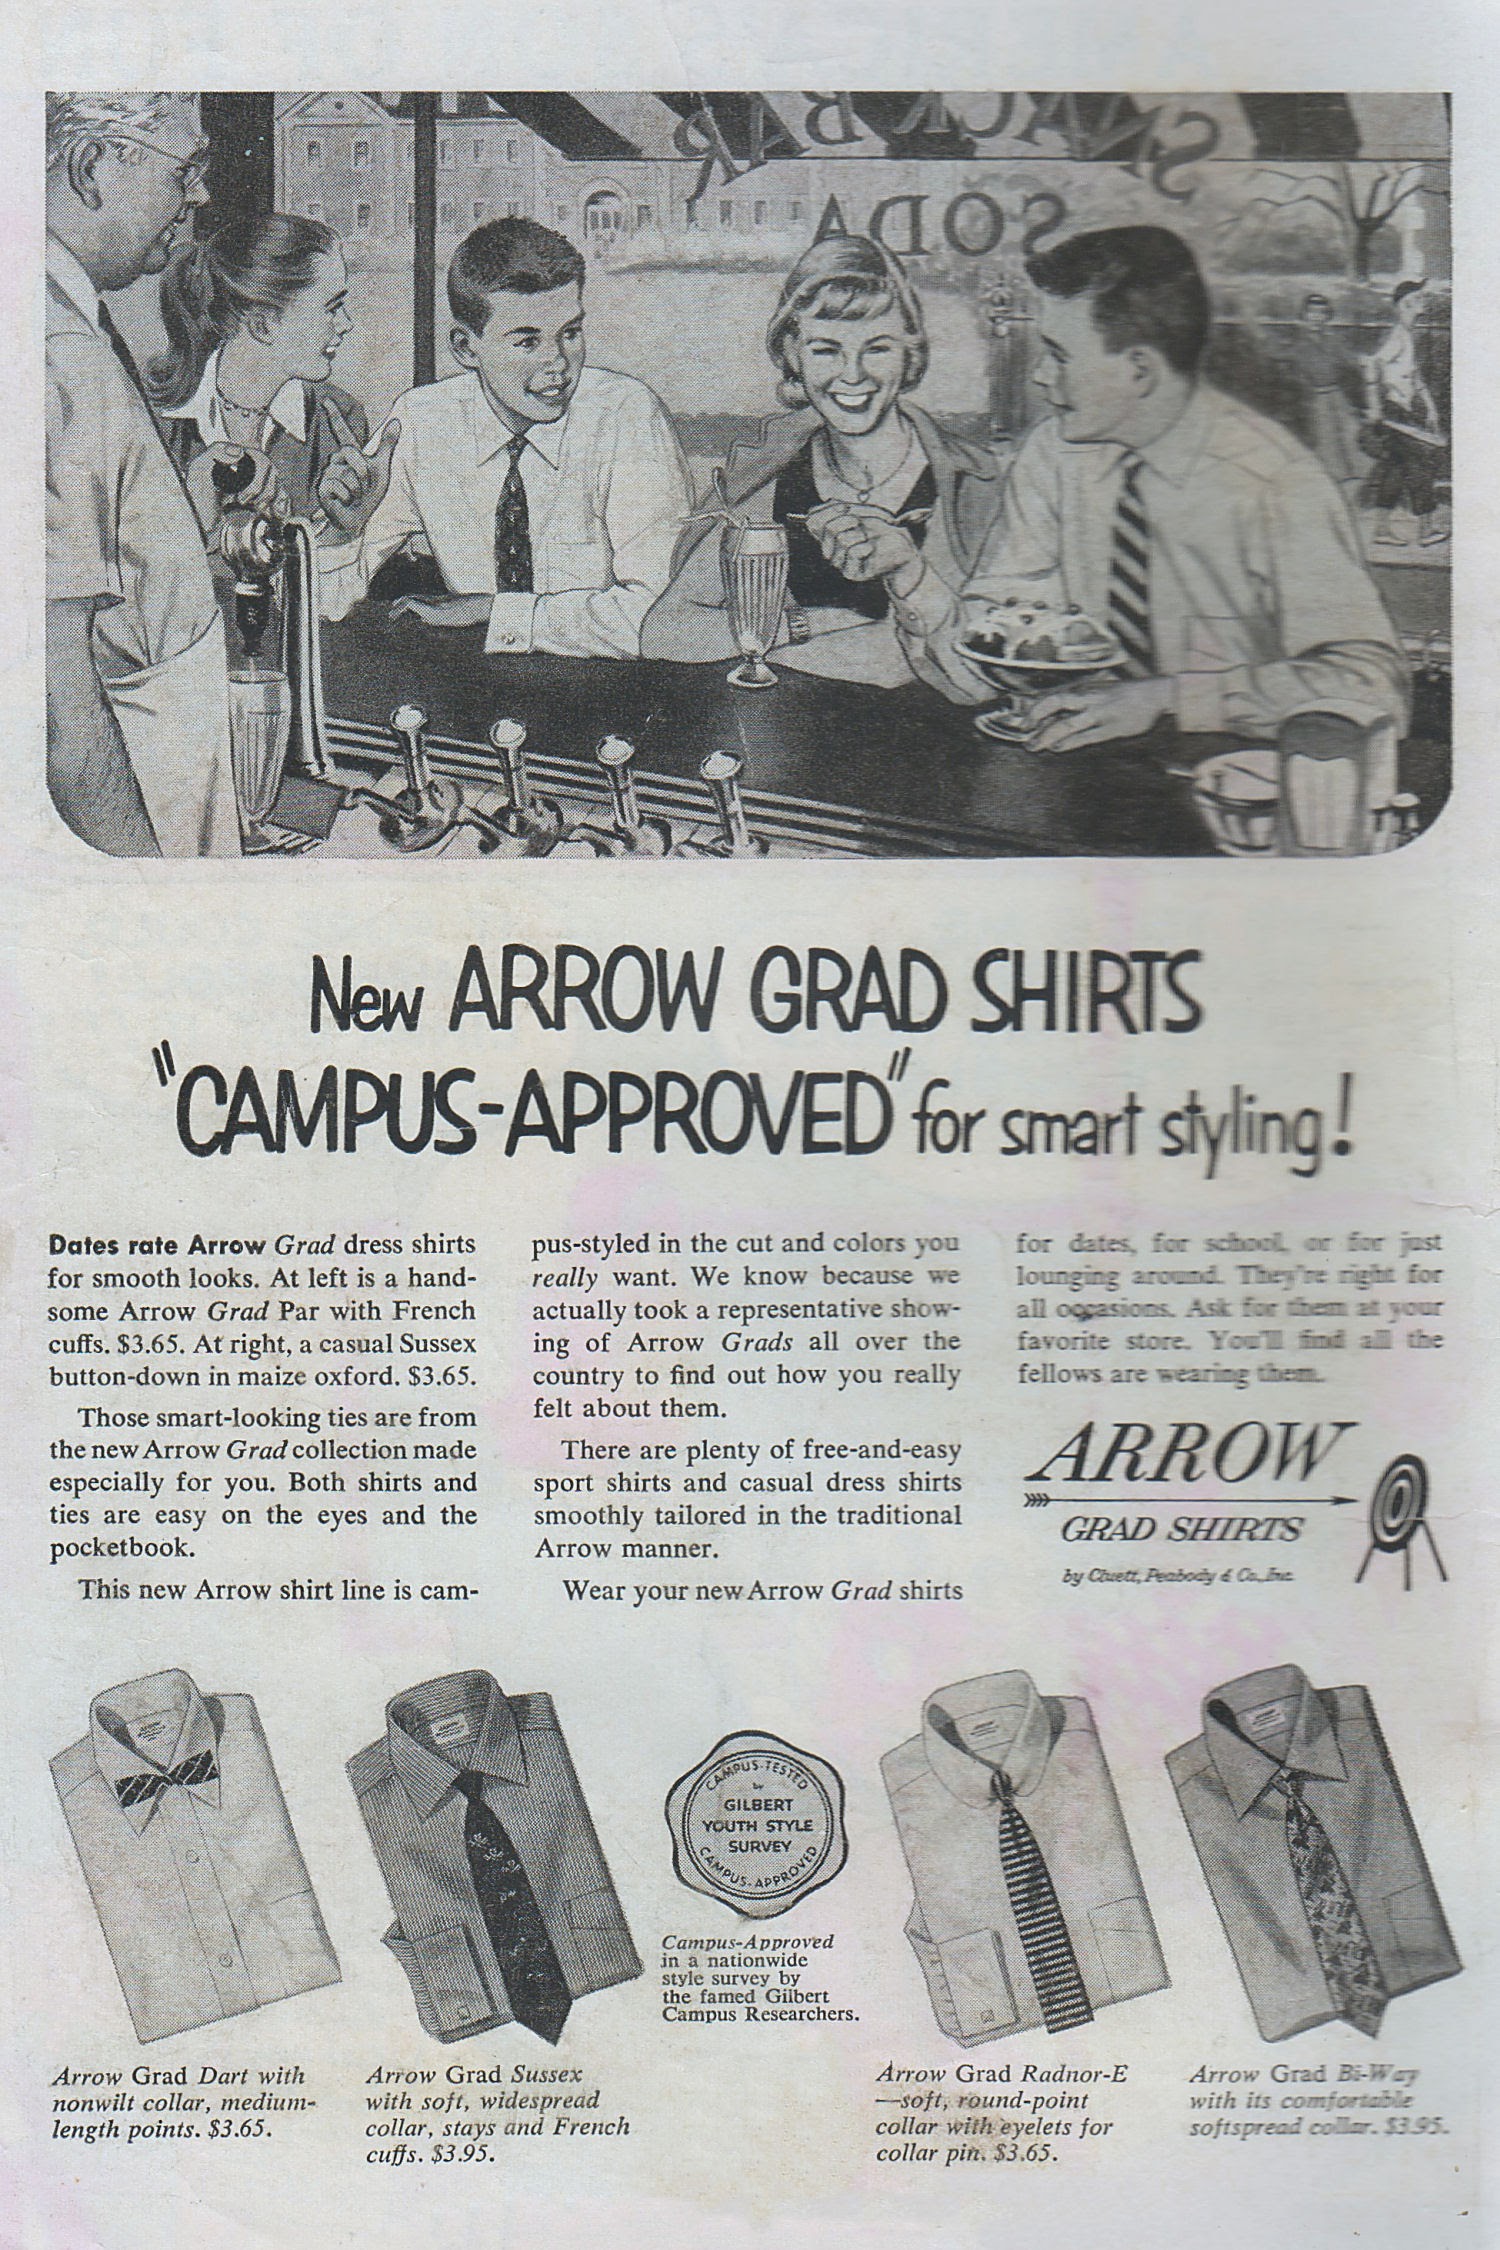 SNACK BAR
SODA
New ARROW GRAD SHIRTS
"CAMPUS-APPROVED" for smart styling!
Dates rate Arrow Grad dress shirts
for smooth looks. At left is a hand-
some Arrow Grad Par with French
cuffs. $3.65. At right, a casual Sussex
button-down in maize oxford. $3.65.
Those smart-looking ties are from
the new Arrow Grad collection made
especially for you. Both shirts and
ties are easy on the eyes and the
pocketbook.
This new Arrow shirt line is cam-
pus-styled in the cut and colors you
really want. We know because we
actually took a representative show-
ing of Arrow Grads all over the
country to find out how you really
felt about them.
There are plenty of free-and-easy
sport shirts and casual dress shirts
smoothly tailored in the traditional
Arrow manner.
Wear your new Arrow Grad shirts
for dates, for school, or for just
lounging around. They're right for
all occasions. Ask for them at your
favorite store. You'll find all the
fellows are wearing them.
ARROW
GRAD SHIRTS
by Cluett, Peabody & Co., Inc.
CAMPUS-TESTED
by
GILBERT
YOUTH STYLE
SURVEY
CAMPUS-APPROVED
Campus-Approved
in a nationwide
style survey by
the famed Gilbert
Campus Researchers.
Arrow Grad Dart with
nonwilt collar, medium-
length points. $3.65.
Arrow Grad Sussex
with soft, widespread
collar, stays and French
cuffs. $3.95.
Arrow Grad Radnor-E
—soft, round-point
collar with eyelets for
collar pin. $3.65.
Arrow Grad Bi-Way
with its comfortable
softspread collar. $3.95.